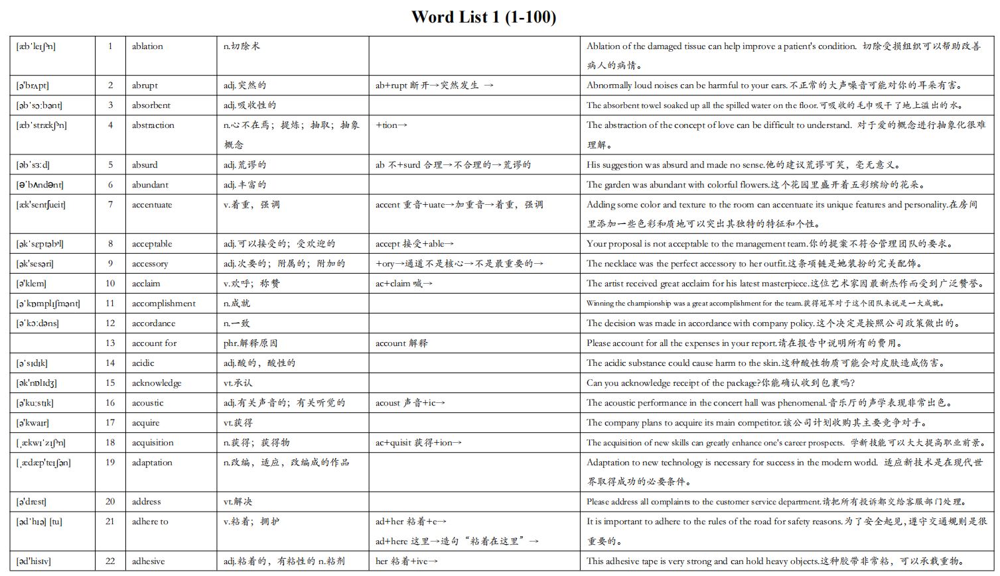 Word List 1 (1-100)
[æbˈleɪʃᵊn] 1 ablation n.切除术 Ablation of the damaged tissue can help improve a patient's condition. 切除受损组织可以帮助改善
病人的病情。
[ə'brʌpt] 2 abrupt adj.突然的 ab+rupt 断开→突然发生 → Abnormally loud noises can be harmful to your ears.不正常的大声噪音可能对你的耳朵有害。
[əbˈsɔːbənt] 3 absorbent adj.吸收性的 The absorbent towel soaked up all the spilled water on the floor.可吸收的毛巾吸干了地上溢出的水。
[æbˈstrækʃᵊn] 4 abstraction n.心不在焉；提炼；抽取；抽象 +tion→ The abstraction of the concept of love can be difficult to understand. 对于爱的概念进行抽象化很难
概念 理解。
[əbˈsɜːd] 5 absurd adj.荒谬的 ab 不+surd 合理→不合理的→荒谬的 His suggestion was absurd and made no sense.他的建议荒谬可笑，毫无意义。
[əˈbʌndənt] 6 abundant adj.丰富的 The garden was abundant with colorful flowers.这个花园里盛开着五彩缤纷的花朵。
[æk'sentʃueit] 7 accentuate v.着重，强调 accent 重音+uate→加重音→着重，强调 Adding some color and texture to the room can accentuate its unique features and personality.在房间
里添加一些色彩和质地可以突出其独特的特征和个性。
[əkˈsɛptəbᵊl] 8 acceptable adj.可以接受的；受欢迎的 accept 接受+able→ Your proposal is not acceptable to the management team.你的提案不符合管理团队的要求。
[ək'sesəri] 9 accessory adj.次要的；附属的；附加的 +ory→通道不是核心→不是最重要的→ The necklace was the perfect accessory to her outfit.这条项链是她装扮的完美配饰。
[ə'klem] 10 acclaim v.欢呼；称赞 ac+claim 喊→ The artist received great acclaim for his latest masterpiece.这位艺术家因最新杰作而受到广泛赞誉。
[əˈkɒmplɪʃmənt] 11 accomplishment n.成就 Winning the championship was a great accomplishment for the team.获得冠军对于这个团队来说是一大成就。
[əˈkɔːdəns] 12 accordance n.一致 The decision was made in accordance with company policy.这个决定是按照公司政策做出的。
13 account for phr.解释原因 account 解释 Please account for all the expenses in your report.请在报告中说明所有的费用。
[əˈsɪdɪk] 14 acidic adj.酸的，酸性的 The acidic substance could cause harm to the skin.这种酸性物质可能会对皮肤造成伤害。
[ək'nɒlɪdʒ] 15 acknowledge vt.承认 Can you acknowledge receipt of the package?你能确认收到包裹吗?
[ə'kuːstɪk] 16 acoustic adj.有关声音的；有关听觉的 acoust 声音+ic→ The acoustic performance in the concert hall was phenomenal.音乐厅的声学表现非常出色。
[ə'kwaɪr] 17 acquire vt.获得 The company plans to acquire its main competitor.该公司计划收购其主要竞争对手。
[ˌækwɪˈzɪʃᵊn] 18 acquisition n.获得；获得物 ac+quisit 获得+ion→ The acquisition of new skills can greatly enhance one's career prospects. 学新技能可以大大提高职业前景。
[ˌædæp'teɪʃən] 19 adaptation n.改编，适应，改编成的作品 Adaptation to new technology is necessary for success in the modern world. 适应新技术是在现代世
界取得成功的必要条件。
[ə'drɛst] 20 address vt.解决 Please address all complaints to the customer service department.请把所有投诉都交给客服部门处理。
[ədˈhɪə] [tu] 21 adhere to v.粘着；拥护 ad+her 粘着+e→ It is important to adhere to the rules of the road for safety reasons.为了安全起见,遵守交通规则是很
ad+here 这里→造句“粘着在这里”→ 重要的。
[əd'hisɪv] 22 adhesive adj.粘着的，有粘性的 n.粘剂 her 粘着+ive→ This adhesive tape is very strong and can hold heavy objects.这种胶带非常粘，可以承载重物。